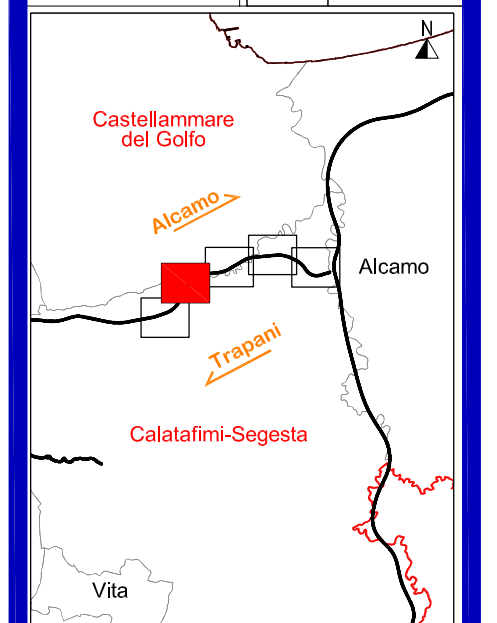 N
Castellammare
del Golfo
Alcamo
Alcamo
Trapani
Calatafimi-Segesta
Vita